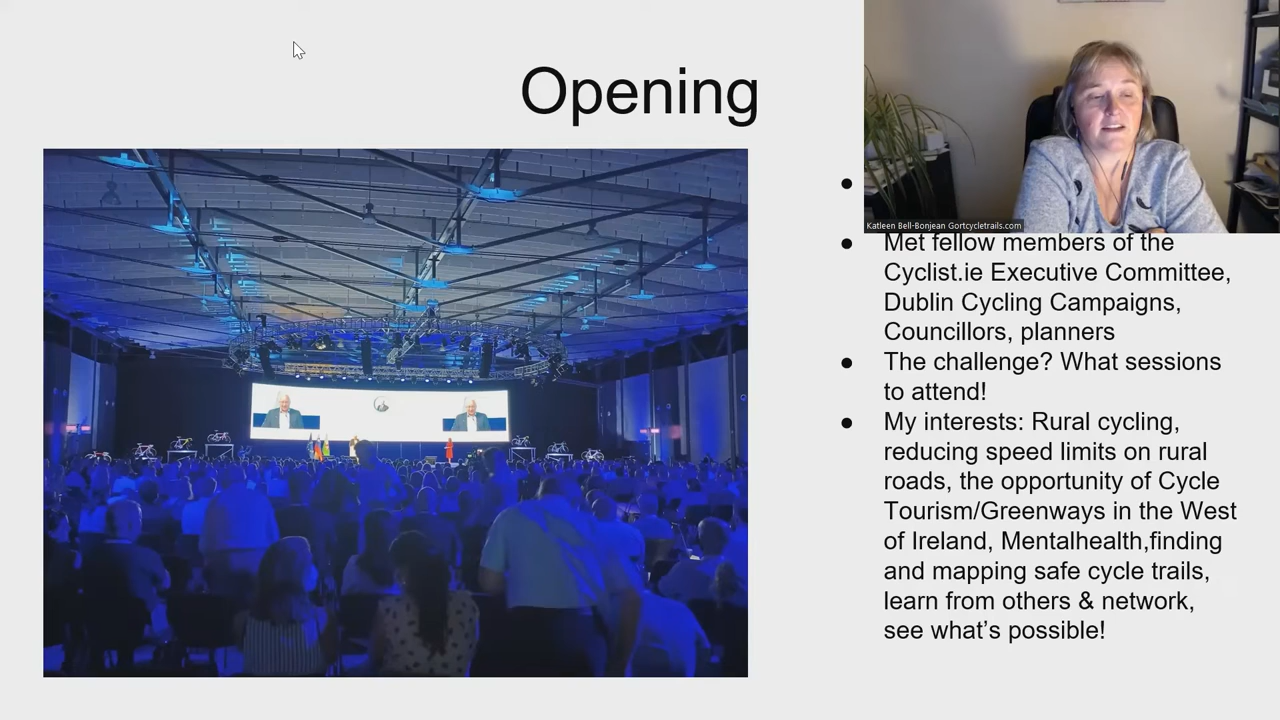 Opening
Katleen Bell-Bonjean Gortcycletrails.com
● Met fellow members of the
Cyclist.ie Executive Committee,
Dublin Cycling Campaigns,
Councillors, planners
● The challenge? What sessions
to attend!
● My interests: Rural cycling,
reducing speed limits on rural
roads, the opportunity of Cycle
Tourism/Greenways in the West
of Ireland, Mentalhealth,finding
and mapping safe cycle trails,
learn from others & network,
see what’s possible!